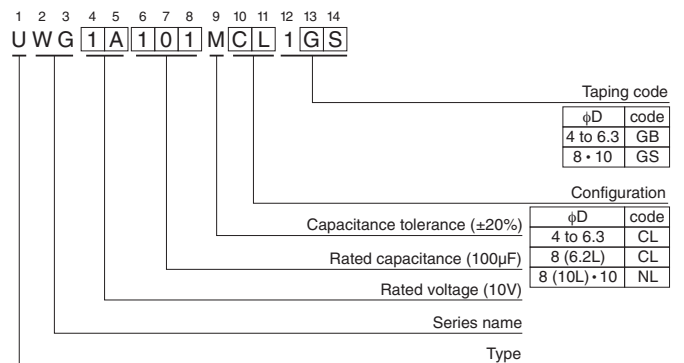 1 2 3 4 5 6 7 8 9 10 11 12 13 14
U W G 1 A 1 0 1 M C L 1 G S
Taping code
ϕD code
4 to 6.3 GB
8 • 10 GS
Configuration
ϕD code
4 to 6.3 CL
8 (6.2L) CL
8 (10L) • 10 NL
Capacitance tolerance (±20%)
Rated capacitance (100µF)
Rated voltage (10V)
Series name
Type